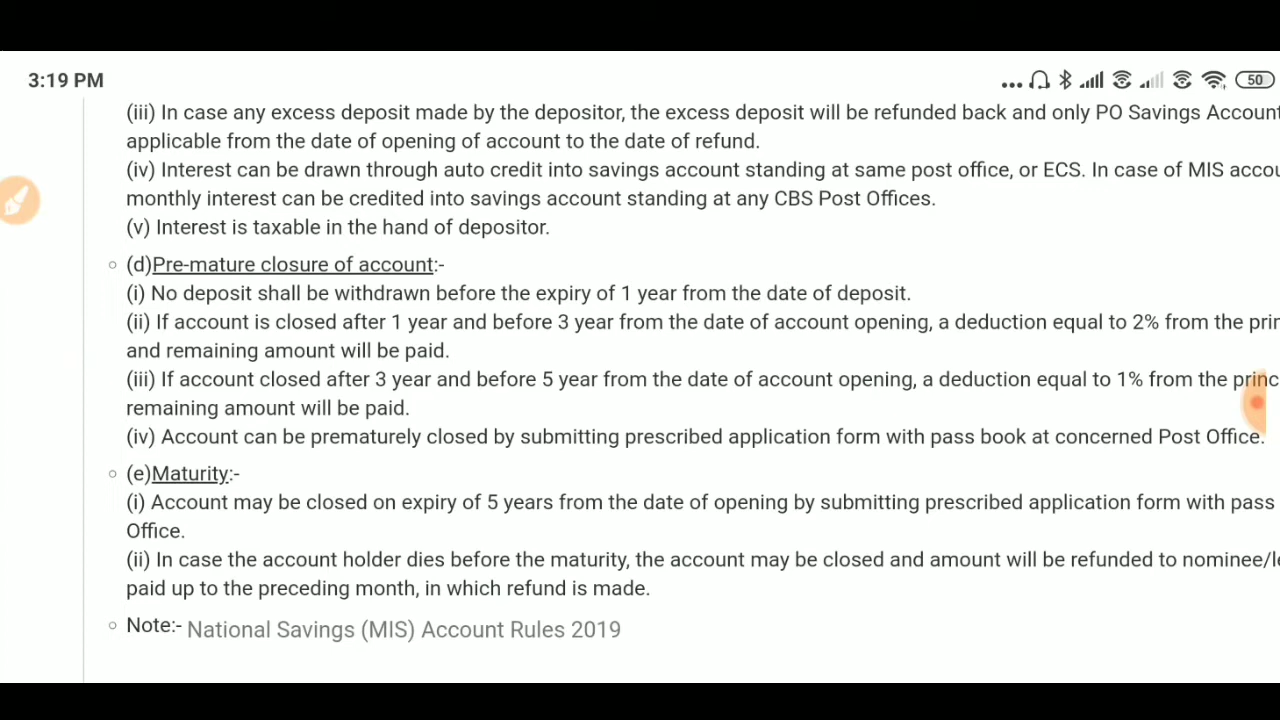 3:19 PM
50
(iii) In case any excess deposit made by the depositor, the excess deposit will be refunded back and only PO Savings Account
applicable from the date of opening of account to the date of refund.
(iv) Interest can be drawn through auto credit into savings account standing at same post office, or ECS. In case of MIS
monthly interest can be credited into savings account standing at any CBS Post Offices.
(v) Interest is taxable in the hand of depositor.
(d)Pre-mature closure of account:-
(i) No deposit shall be withdrawn before the expiry of 1 year from the date of deposit.
(ii) If account is closed after 1 year and before 3 year from the date of account opening, a deduction equal to 2% from the
and remaining amount will be paid.
(iii) If account closed after 3 year and before 5 year from the date of account opening, a deduction equal to 1% from the
remaining amount will be paid.
(iv) Account can be prematurely closed by submitting prescribed application form with pass book at concerned Post Office.
(e)Maturity:-
(i) Account may be closed on expiry of 5 years from the date of opening by submitting prescribed application form with pass
Office.
(ii) In case the account holder dies before the maturity, the account may be closed and amount will be refunded to nominee/
paid up to the preceding month, in which refund is made.
Note:- National Savings (MIS) Account Rules 2019